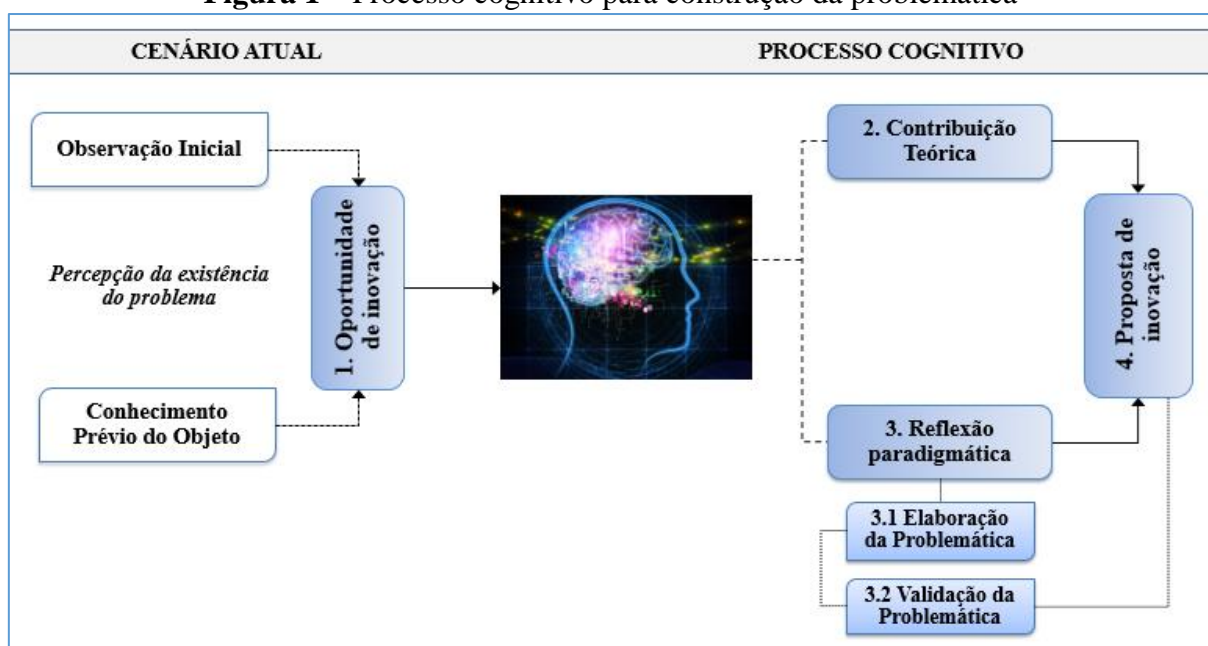 Figura 1 – Processo cognitivo para construção da problemática
CENÁRIO ATUAL
PROCESSO COGNITIVO
Observação Inicial
Percepção da existência
do problema
Conhecimento
Prévio do Objeto
1. Oportunidade
de inovação
2. Contribuição
Teórica
3. Reflexão
paradigmática
3.1 Elaboração
da Problemática
3.2 Validação da
Problemática
4. Proposta de
inovação